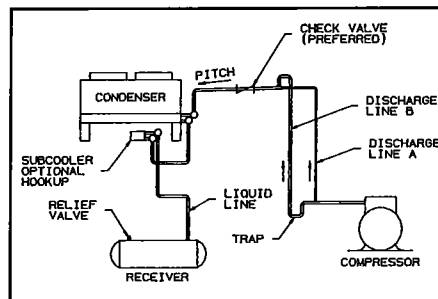 CHECK VALVE
(PREFERRED)
PITCH
CONDENSER
DISCHARGE
LINE B
DISCHARGE
LINE A
SUBCOOLER
OPTIONAL
HOOKUP
LIQUID
LINE
RELIEF
VALVE
TRAP
RECEIVER
COMPRESSOR